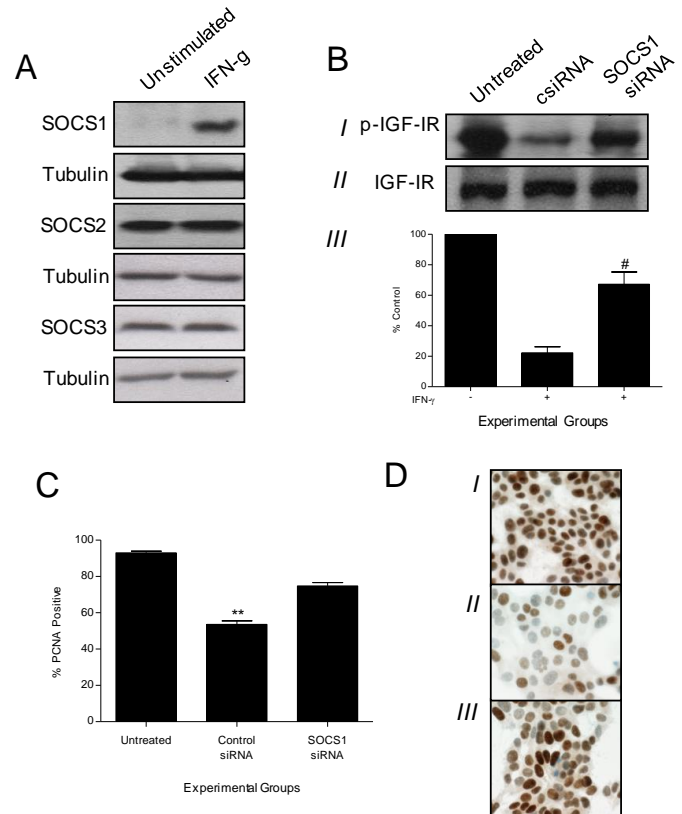 A
Unstimulated
IFN-g
SOCS1
Tubulin
SOCS2
Tubulin
SOCS3
Tubulin
B
Untreated
csiRNA
SOCS1
siRNA
I p-IGF-IR
II IGF-IR
III
100
80
60
40
20
0
% Control
#
IFN-γ - + +
Experimental Groups
C
100
80
60
40
20
0
% PCNA Positive
**
Untreated Control SOCS1
siRNA siRNA
Experimental Groups
D
I
II
III